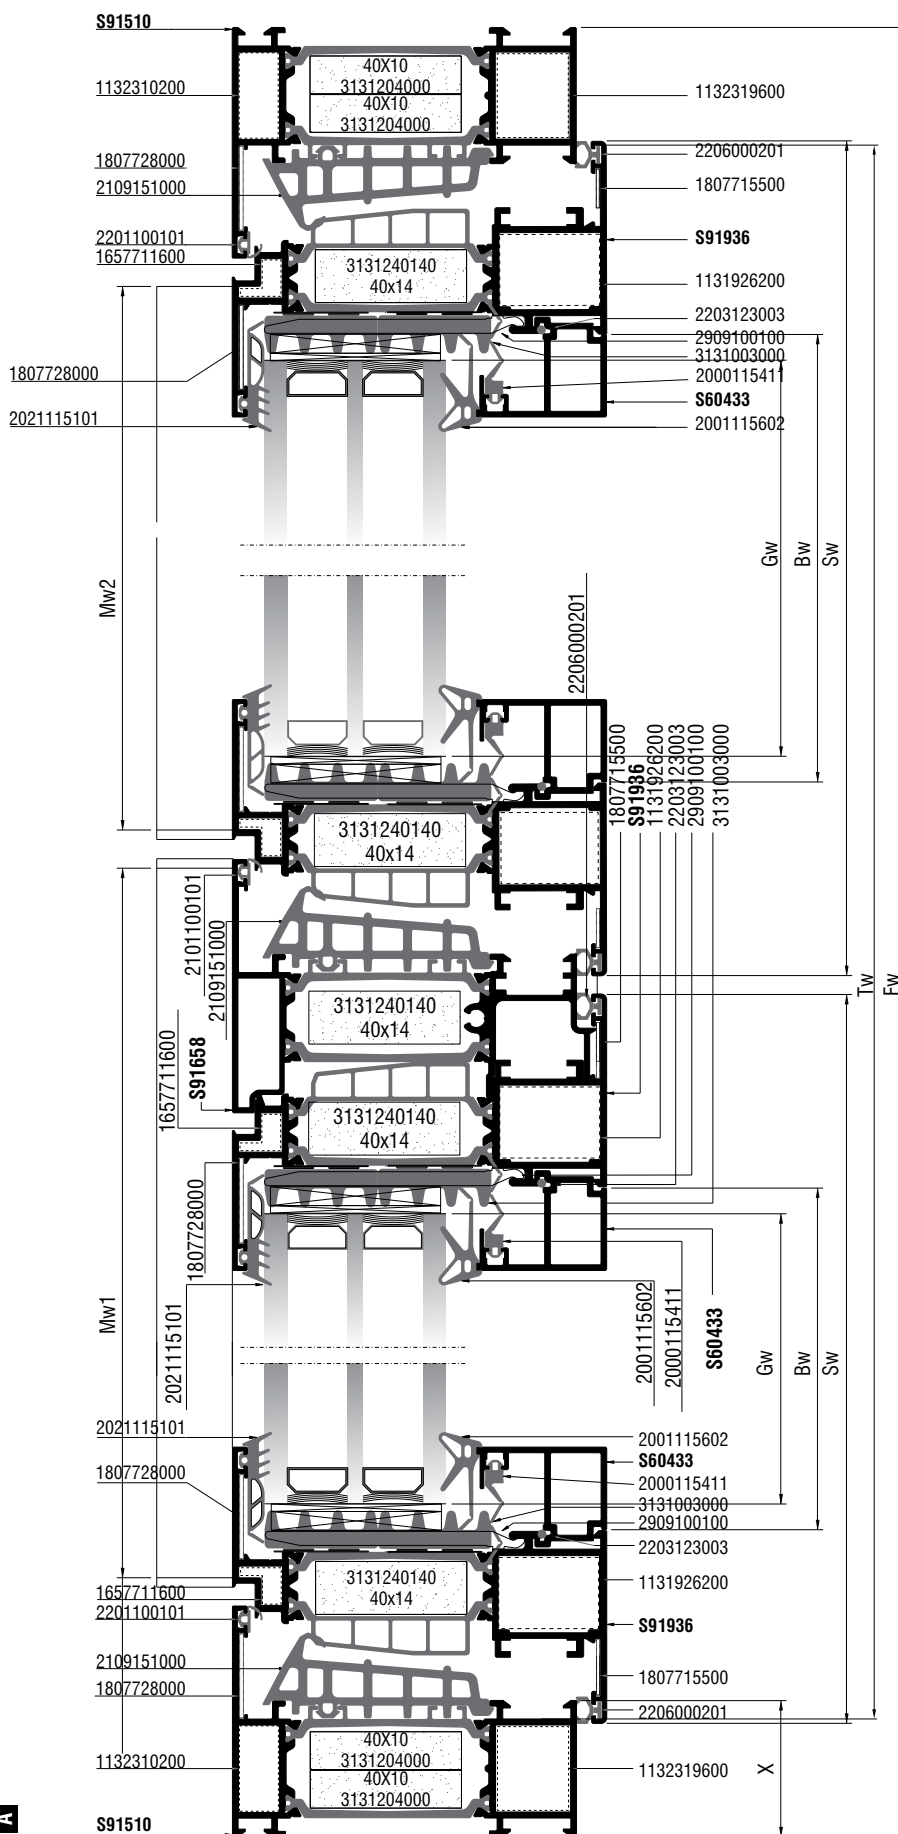 S91510
40X10
1132310200
3131204000
1132319600
40X10
3131204000
2206000201
1807728000
1807715500
2109151000
S91936
2201100101
1657711600
3131240140
40x14
1131926200
2203123003
2909100100
3131003000
1807728000
2000115411
S60433
2021115101
2001115602
Gw
Bw
Sw
Mw2
2206000201
1807715500
S91936
1131926200
2203123003
2909100100
3131003000
3131240140
40x14
2101100101
2109151000
Tw
Fw
3131240140
40x14
1657711600
S91658
3131240140
40x14
1807728000
2021115101
Mw1
2001115602
2000115411
S60433
Gw
Bw
Sw
2021115101
2001115602
S60433
1807728000
2000115411
3131003000
2909100100
2203123003
3131240140
40x14
1131926200
1657711600
2201100101
S91936
2109151000
1807715500
1807728000
2206000201
40X10
3131204000
1132310200
40X10
3131204000
1132319600
X
S91510
A